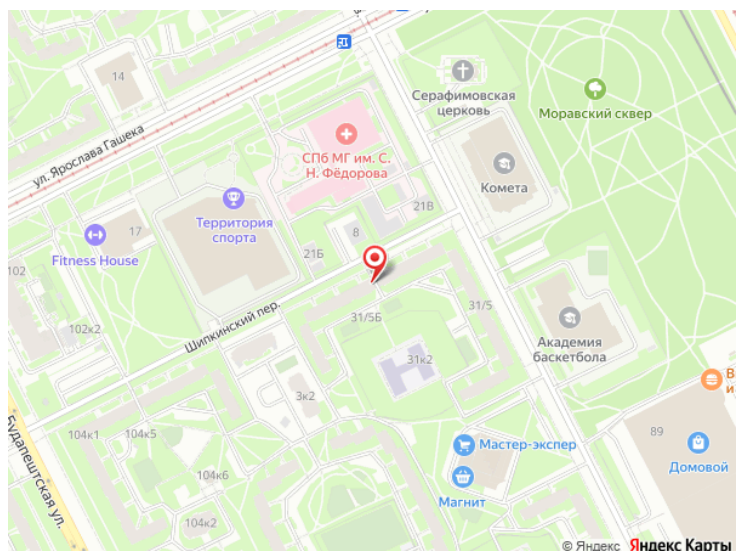 14
Серафимовская
церковь
Моравский сквер
ул. Ярослава Гашека
СПб МГ им. С.
Н. Фёдорова
Комета
Территория
спорта
21В
8
17
Fitness House
21Б
102
102к2
Шипкинский пер.
31/5Б
31/5
Академия
баскетбола
31к2
3к2
В
и
104к1
104к5
89
Мастер-экспер
Домовой
104к6
Будапештская ул.
Магнит
104к2
© Яндекс Яндекс Карты